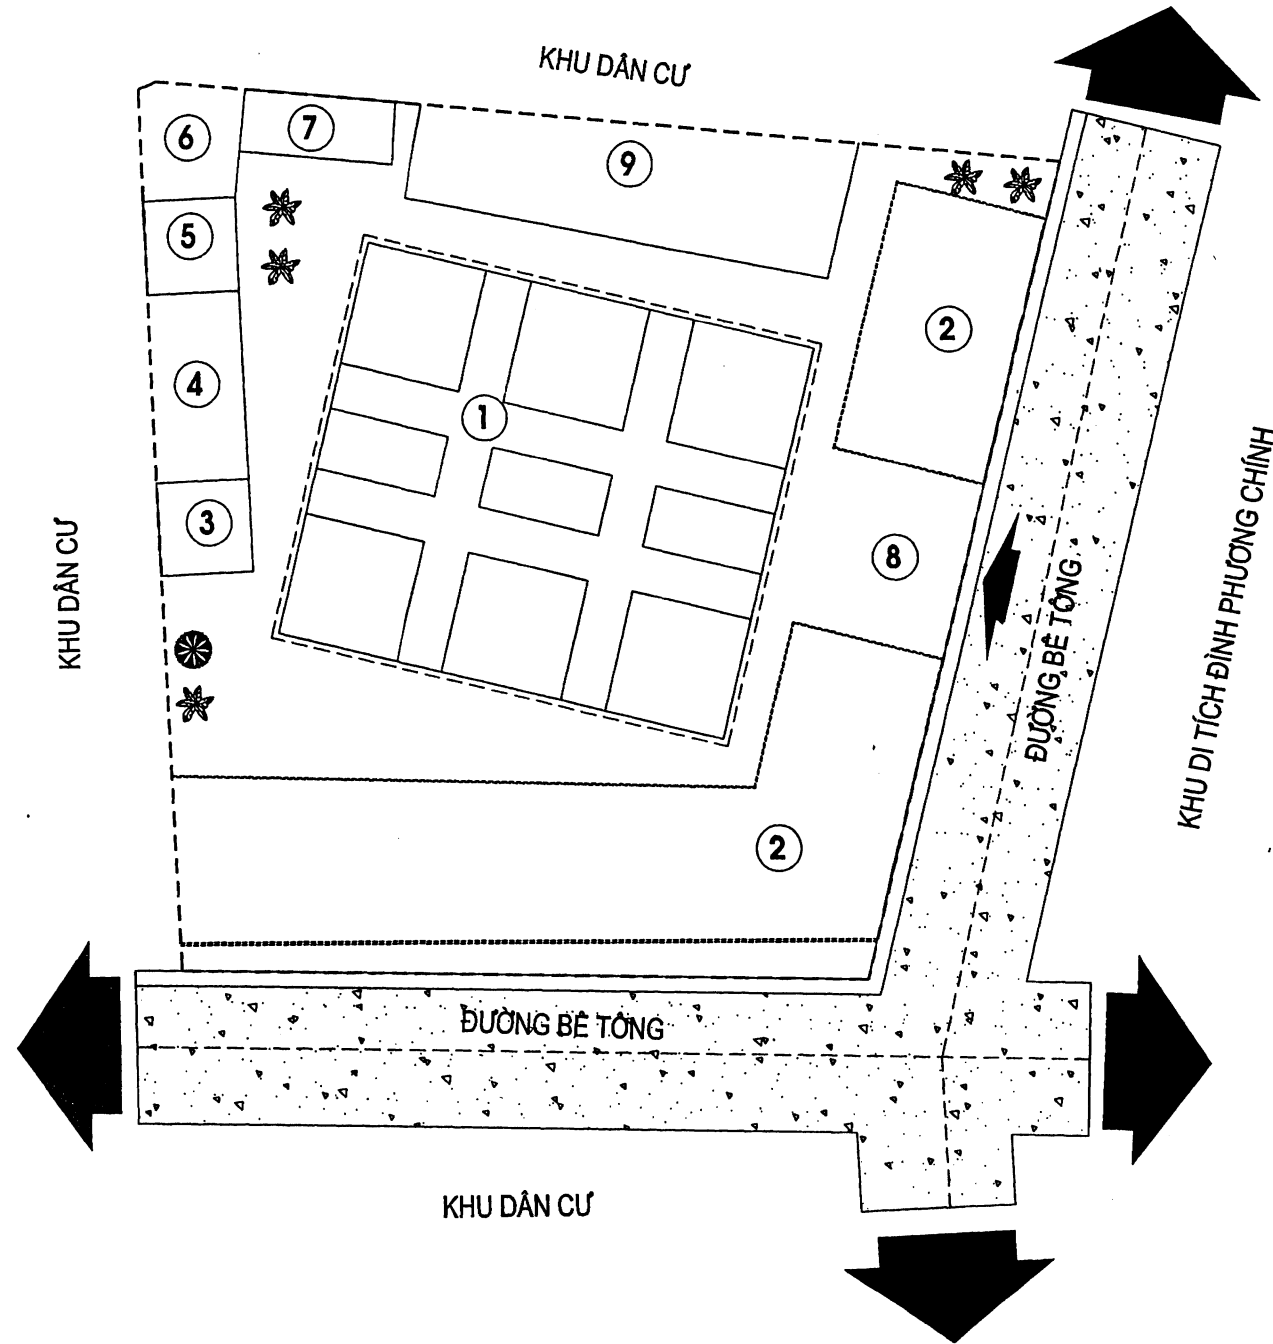 KHU DÂN CƯ
6
7
9
5
2
4
1
3
8
KHU DÂN CƯ
ĐƯỜNG BÊ TÔNG
KHU DI TÍCH ĐÌNH PHƯƠNG CHÍNH
2
ĐƯỜNG BÊ TÔNG
KHU DÂN CƯ